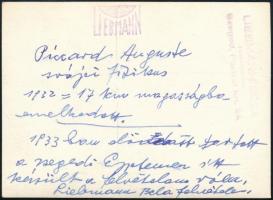 LIEBMANN
Piccard Auguste
svájci fizikus
1932 = 17 km magasságba
emelkedett
1933 ban előadást tartott
a szegedi Egyetemen itt
készült a felvételem róla.
Liebmann Béla felvétele.